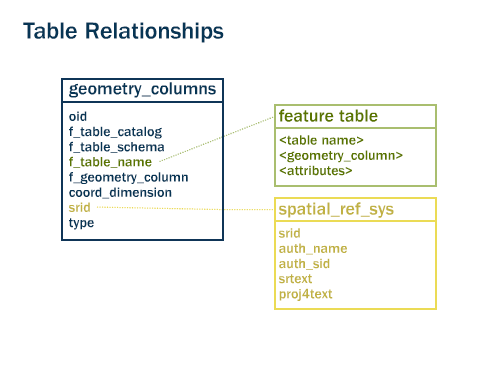 Table Relationships
geometry_columns
oid
f_table_catalog
f_table_schema
f_table_name
f_geometry_column
coord_dimension
srid
type
feature table
<table name>
<geometry_column>
<attributes>
spatial_ref_sys
srid
auth_name
auth_sid
srtext
proj4text